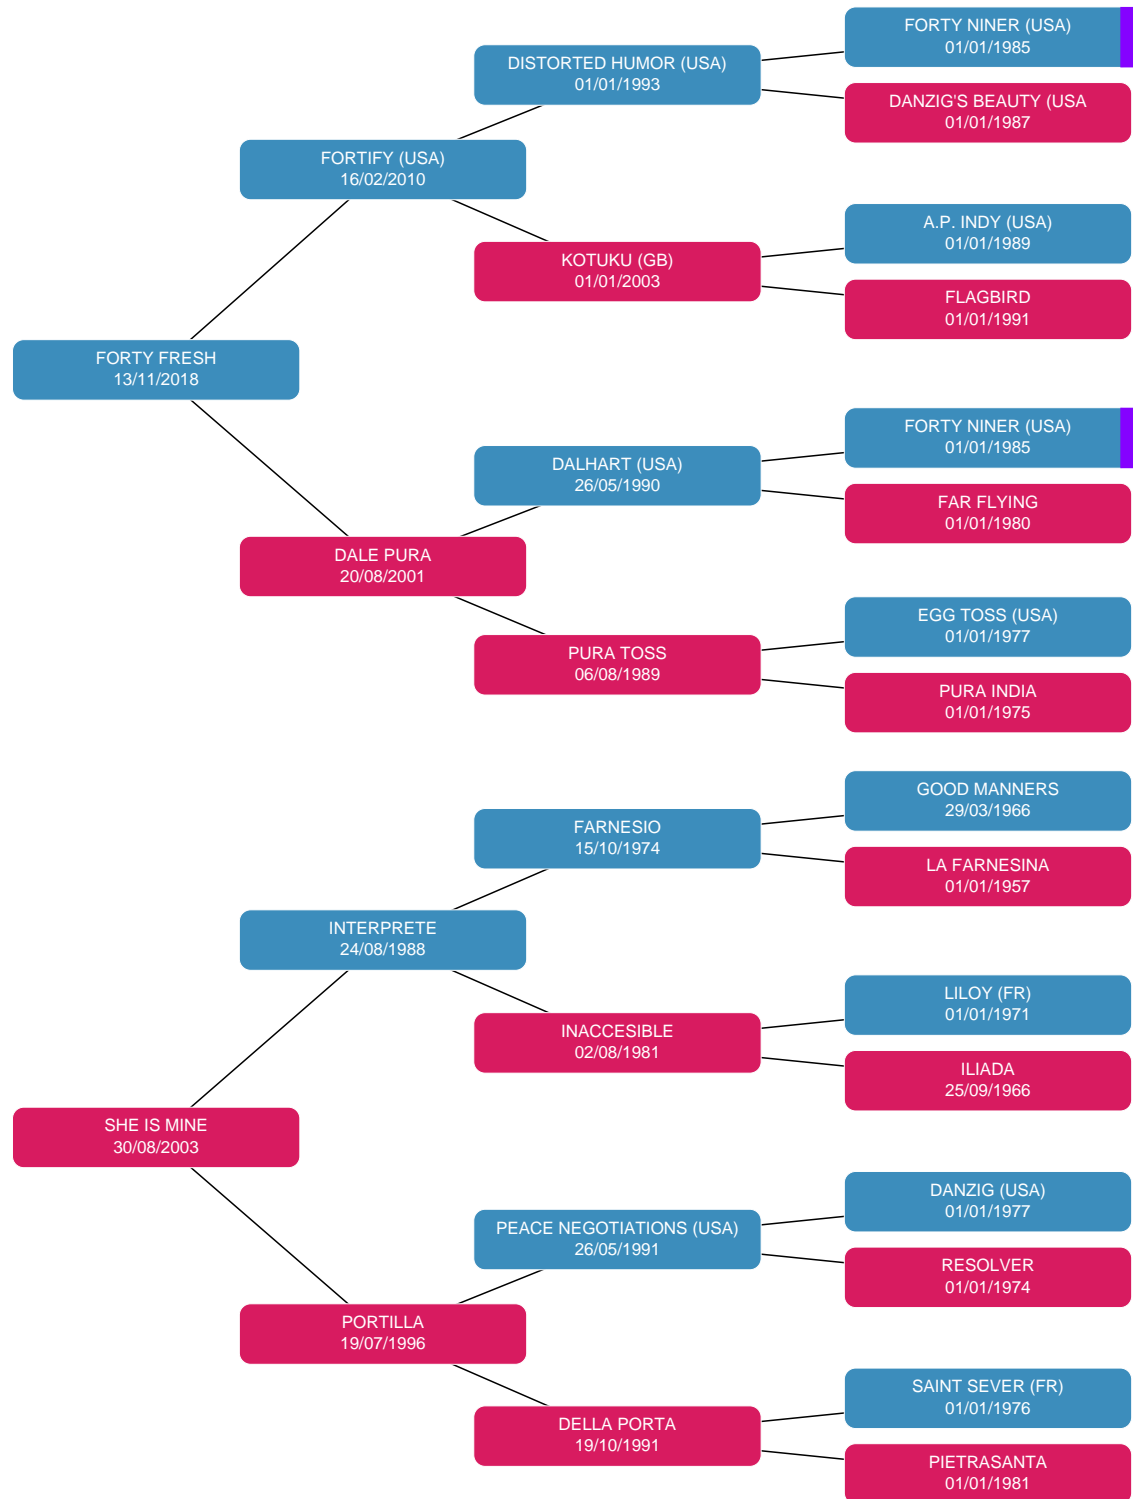 FORTY NINER (USA)
01/01/1985
DISTORTED HUMOR (USA)
01/01/1993
DANZIG'S BEAUTY (USA
01/01/1987
FORTIFY (USA)
16/02/2010
A.P. INDY (USA)
01/01/1989
KOTUKU (GB)
01/01/2003
FLAGBIRD
01/01/1991
FORTY FRESH
13/11/2018
FORTY NINER (USA)
01/01/1985
DALHART (USA)
26/05/1990
FAR FLYING
01/01/1980
DALE PURA
20/08/2001
EGG TOSS (USA)
01/01/1977
PURA TOSS
06/08/1989
PURA INDIA
01/01/1975
GOOD MANNERS
29/03/1966
FARNESIO
15/10/1974
LA FARNESINA
01/01/1957
INTERPRETE
24/08/1988
LILOY (FR)
01/01/1971
INACCESIBLE
02/08/1981
ILIADA
25/09/1966
SHE IS MINE
30/08/2003
DANZIG (USA)
01/01/1977
PEACE NEGOTIATIONS (USA)
26/05/1991
RESOLVER
01/01/1974
PORTILLA
19/07/1996
SAINT SEVER (FR)
01/01/1976
DELLA PORTA
19/10/1991
PIETRASANTA
01/01/1981